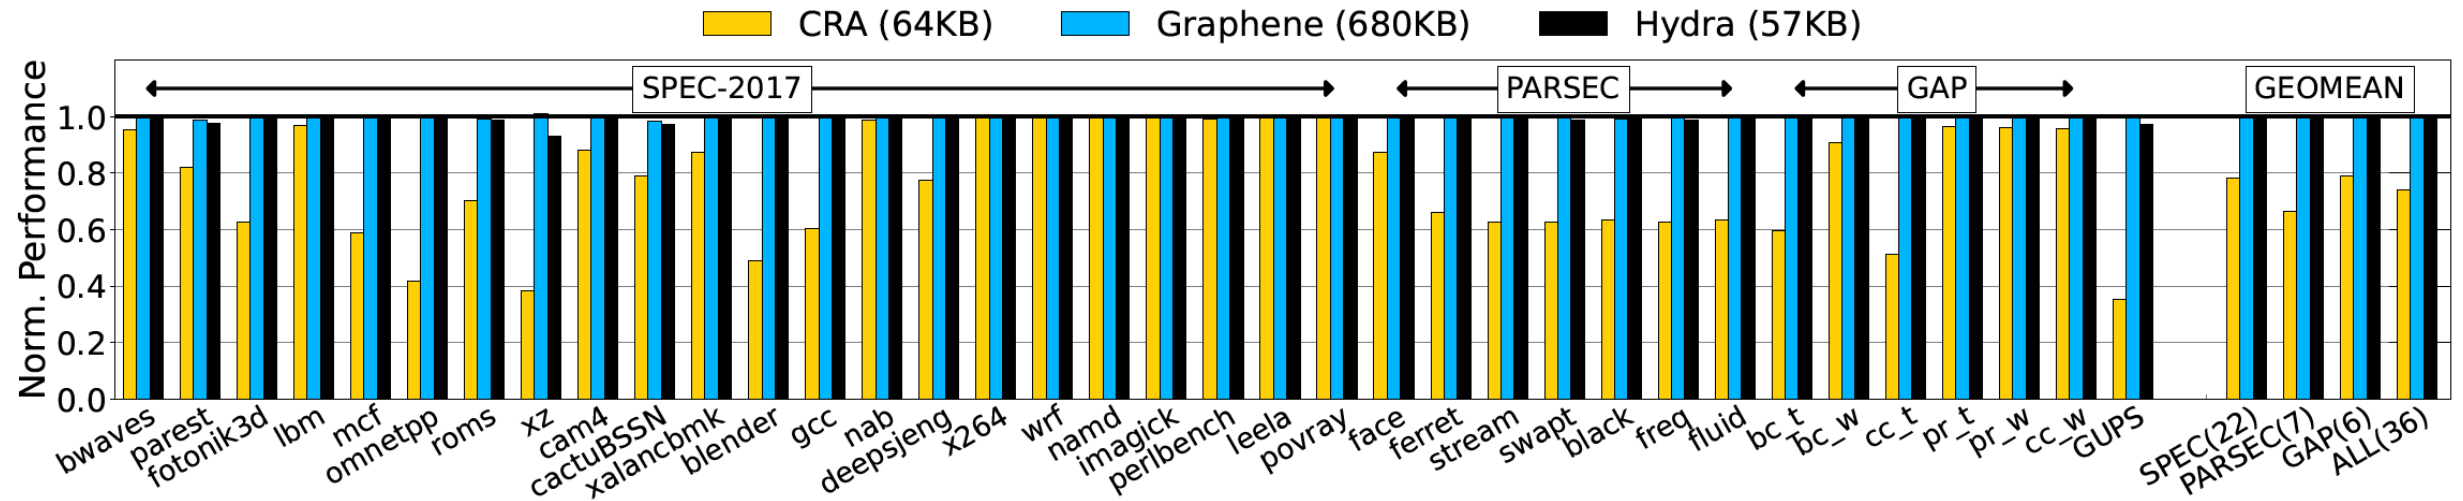 CRA (64KB) Graphene (680KB) Hydra (57KB)
SPEC-2017 PARSEC GAP GEOMEAN
Norm. Performance
1.0
0.8
0.6
0.4
0.2
0.0
bwaves parest fotonik3d lbm mcf omnetpp roms xz cam4 cactuBSSN xalancbmk blender gcc nab deepsjeng x264 wrf namd imagick perlbench leela povray face ferret stream swapt black freq fluid bc_t bc_w cc_t pr_t pr_w cc_w GUPS SPEC(22) PARSEC(7) GAP(6) ALL(36)